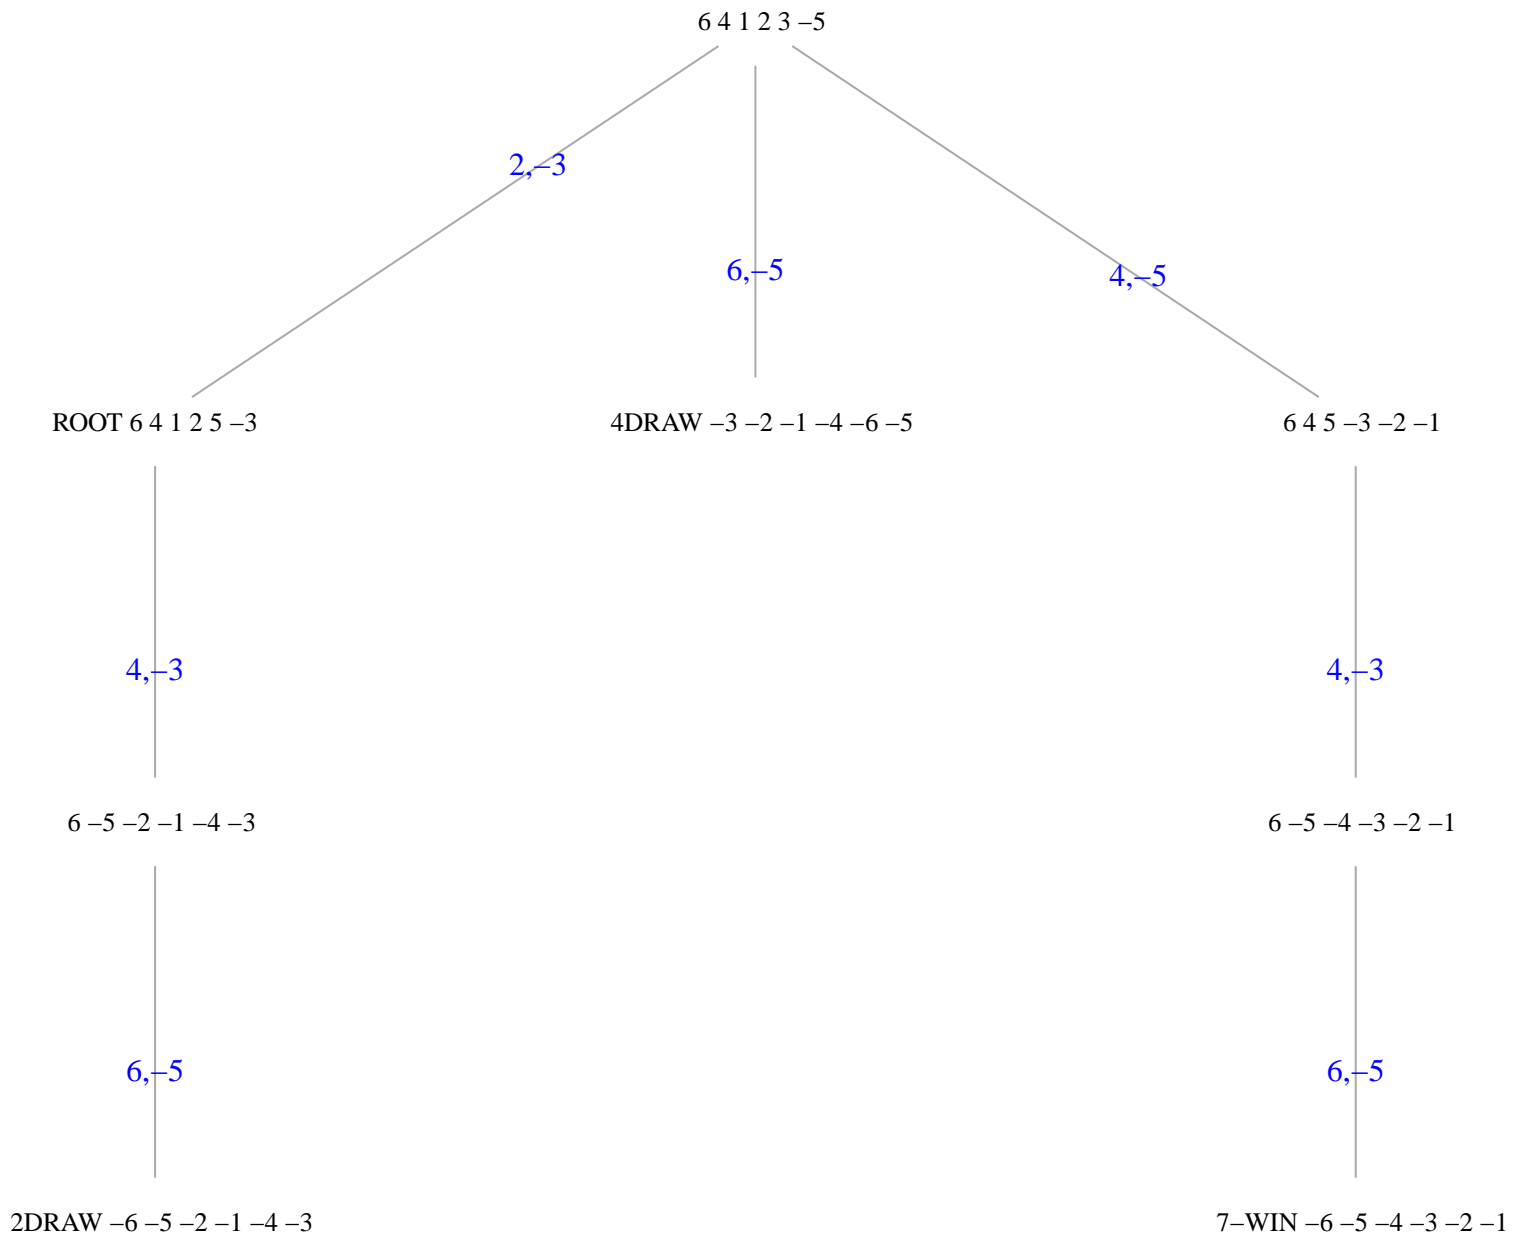 6 4 1 2 3 –5
2,–3
6,–5
4,–5
ROOT 6 4 1 2 5 –3
4DRAW –3 –2 –1 –4 –6 –5
6 4 5 –3 –2 –1
4,–3
4,–3
6 –5 –2 –1 –4 –3
6 –5 –4 –3 –2 –1
6,–5
6,–5
2DRAW –6 –5 –2 –1 –4 –3
7–WIN –6 –5 –4 –3 –2 –1